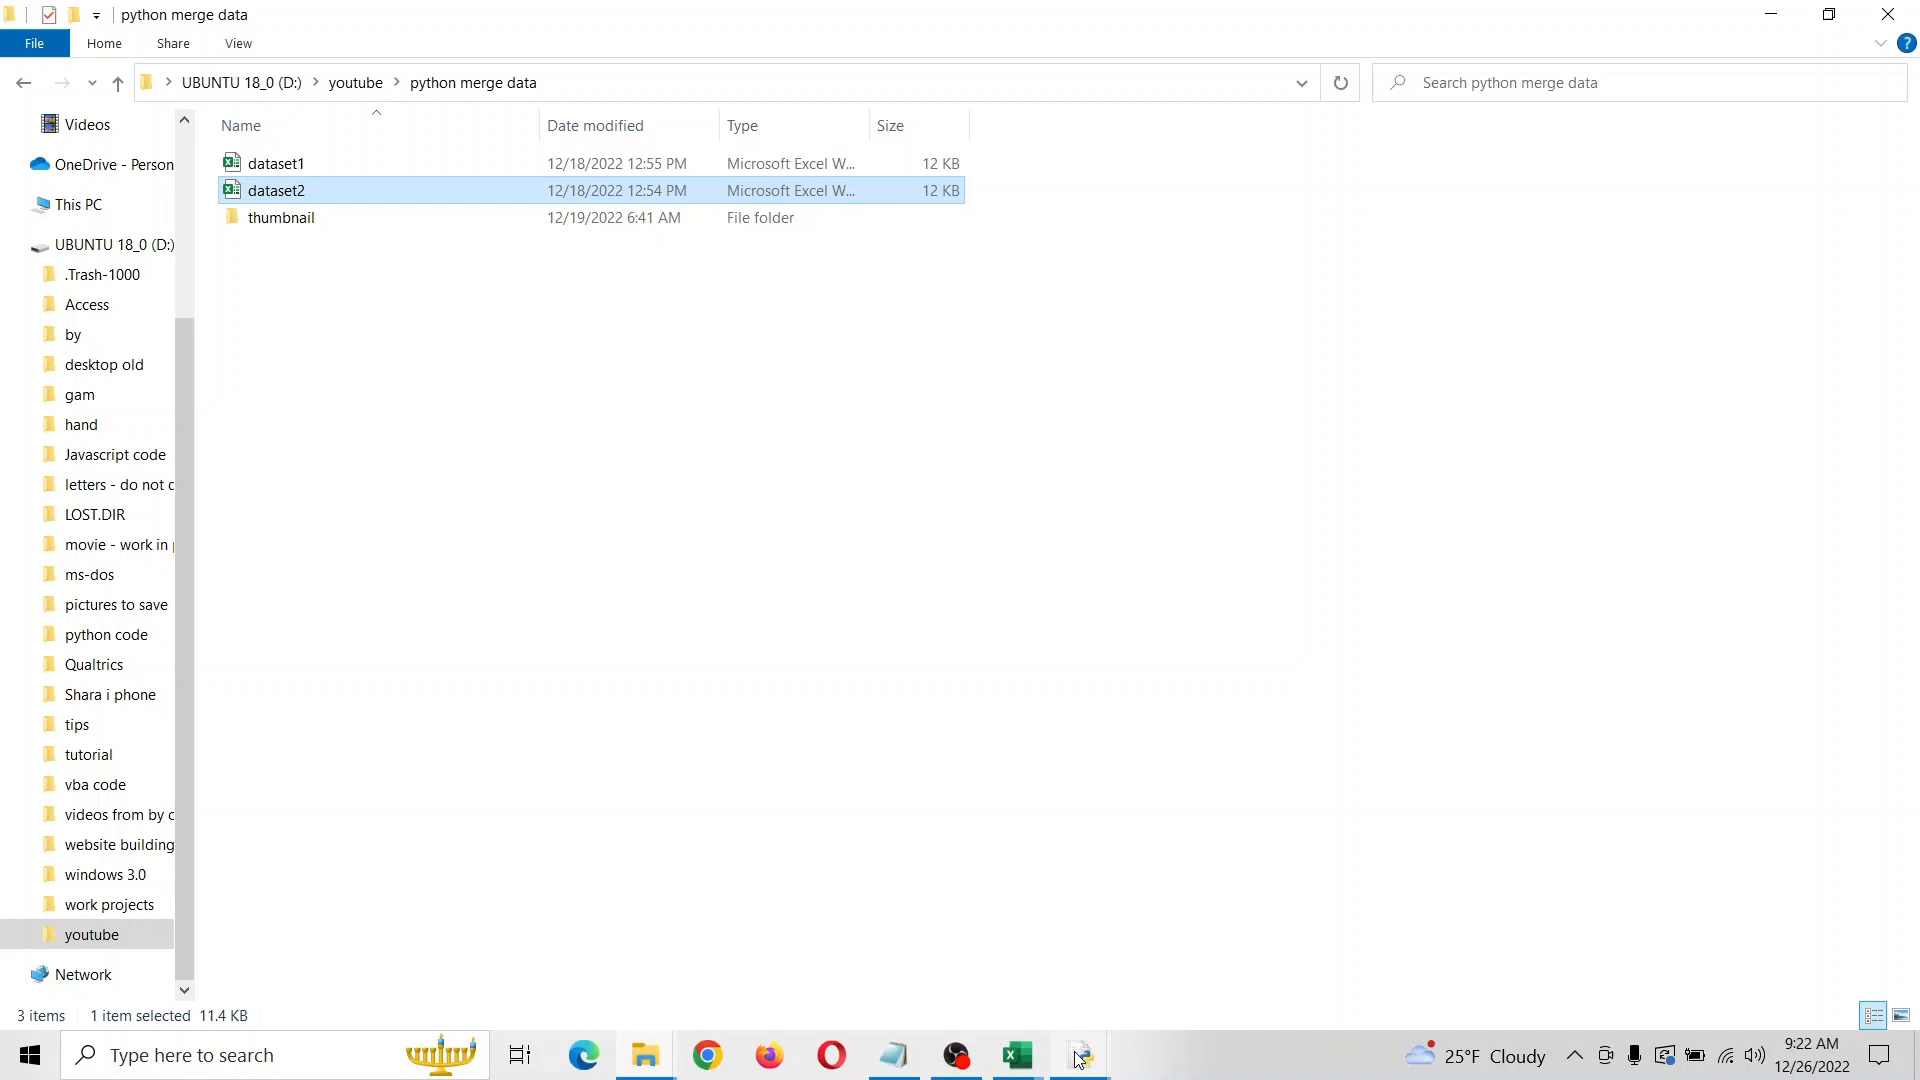 python merge data
File Home Share View ?
UBUNTU 18_0 (D:) youtube python merge data Search python merge data
Name Date modified Type Size
dataset1 12/18/2022 12:55 PM Microsoft Excel W... 12 KB
dataset2 12/18/2022 12:54 PM Microsoft Excel W... 12 KB
thumbnail 12/19/2022 6:41 AM File folder
Videos
OneDrive - Person
This PC
UBUNTU 18_0 (D:)
.Trash-1000
Access
by
desktop old
gam
hand
Javascript code
letters - do not
LOST.DIR
movie - work in
ms-dos
pictures to save
python code
Qualtrics
Shara i phone
tips
tutorial
vba code
videos from by c
website building
windows 3.0
work projects
youtube
Network
3 items 1 item selected 11.4 KB
Type here to search
25°F Cloudy
9:22 AM
12/26/2022